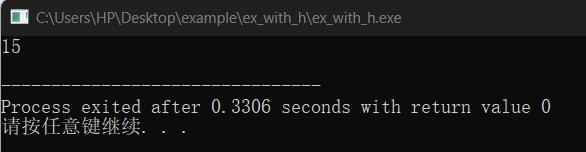 C:\Users\HP\Desktop\example\ex_with_h\ex_with_h.exe
15
--------------------------------
Process exited after 0.3306 seconds with return value 0
请按任意键继续. . .